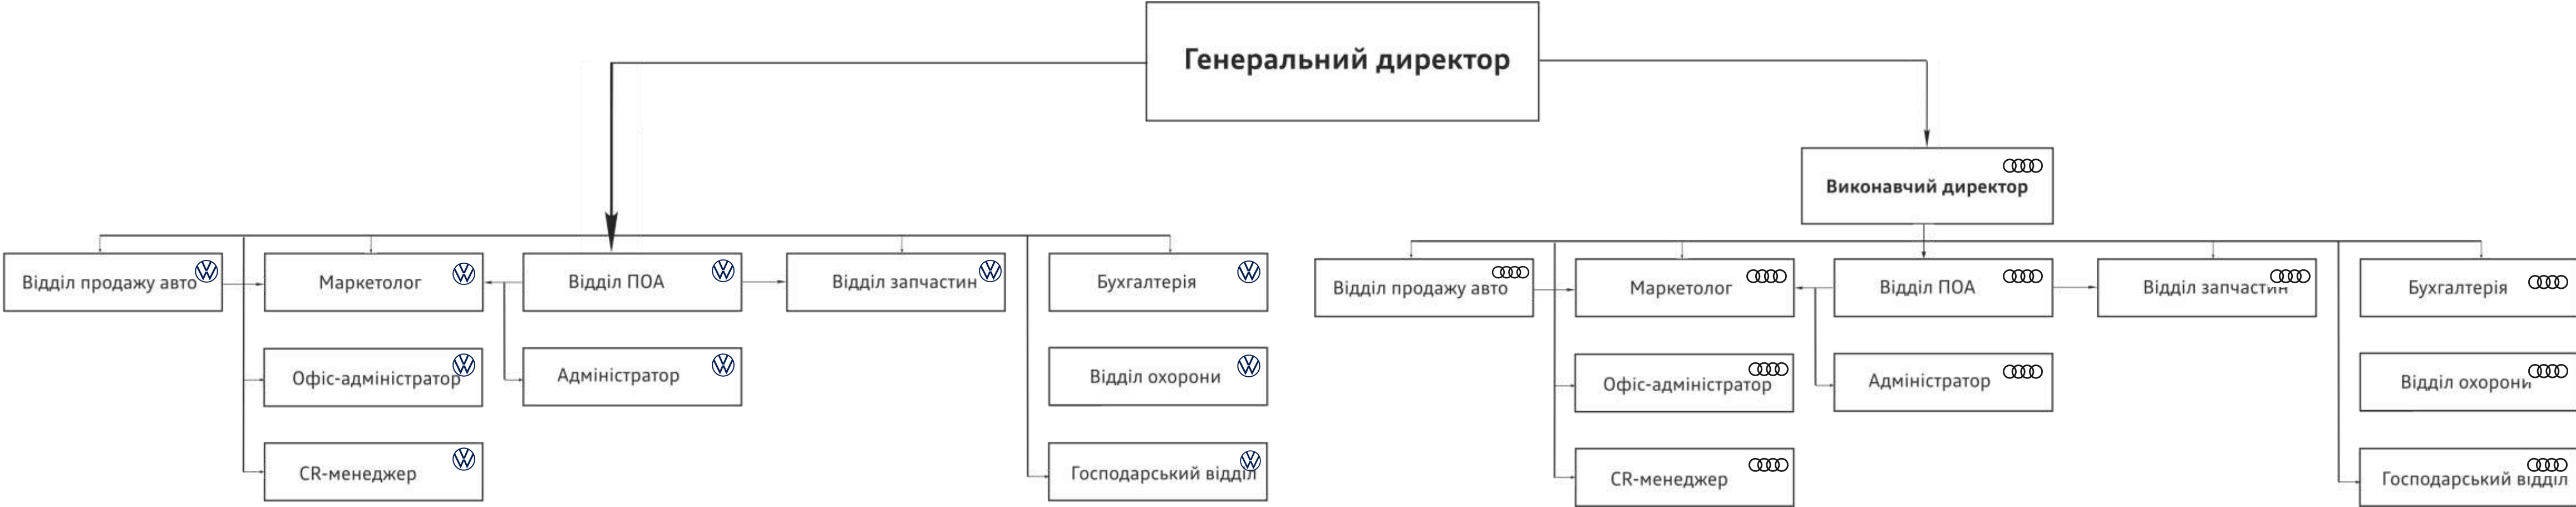 Генеральний директор
Виконавчий директор
Відділ продажу авто
Маркетолог
Відділ ПОА
Відділ запчастин
Бухгалтерія
Офіс-адміністратор
Адміністратор
Відділ охорони
CR-менеджер
Господарський відділ
Відділ продажу авто
Маркетолог
Відділ ПОА
Відділ запчастин
Бухгалтерія
Офіс-адміністратор
Адміністратор
Відділ охорони
CR-менеджер
Господарський відділ